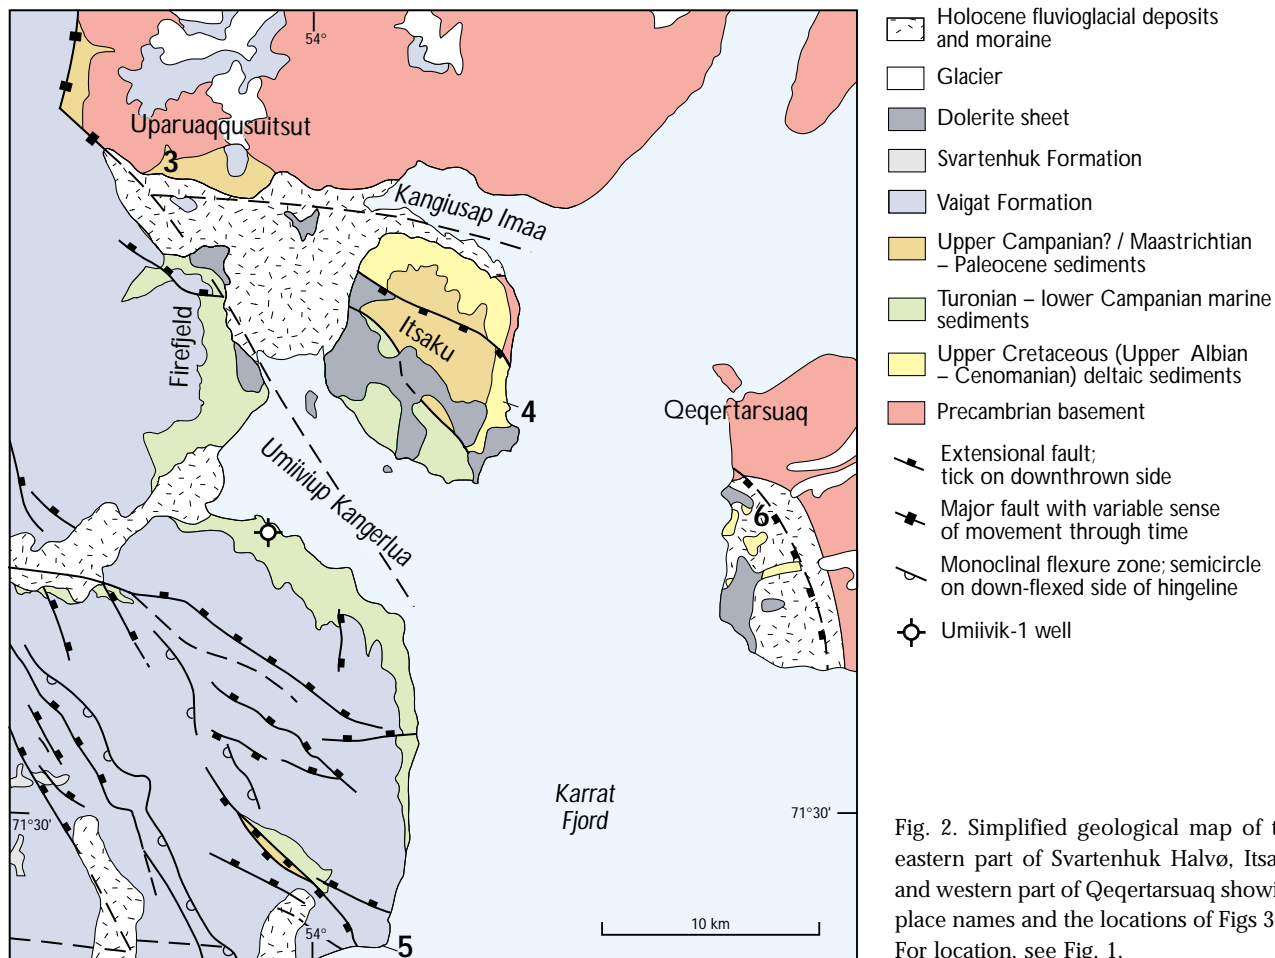 54°
Uparuaqqusuitsut
3
Kangiusap Imaa
Firefjeld
Itsaku
4
Qeqertarsuaq
Umiiviup Kangerlua
6
Karrat
Fjord
71°30'
71°30'
10 km
54°
5
Holocene fluvioglacial deposits
and moraine
Glacier
Dolerite sheet
Svartenhuk Formation
Vaigat Formation
Upper Campanian? / Maastrichtian
– Paleocene sediments
Turonian – lower Campanian marine
sediments
Upper Cretaceous (Upper Albian
– Cenomanian) deltaic sediments
Precambrian basement
Extensional fault;
tick on downthrown side
Major fault with variable sense
of movement through time
Monoclinal flexure zone; semicircle
on down-flexed side of hingeline
Umiivik-1 well
Fig. 2. Simplified geological map of t
eastern part of Svartenhuk Halvø, Itsa
and western part of Qeqertarsuaq showi
place names and the locations of Figs 3
For location, see Fig. 1.